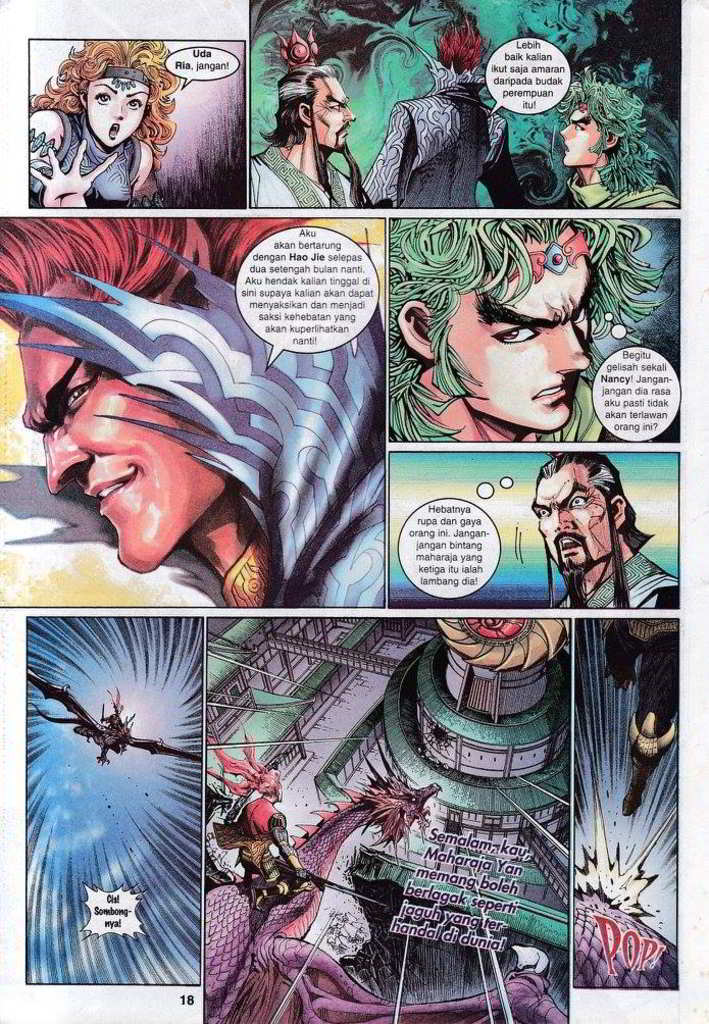 Uda
Ria, jangan!
Lebih
baik kalian
ikut saja amaran
daripada budak
perempuan
itu!
Aku
akan bertarung
dengan Hao Jie selepas
dua setengah bulan nanti.
Aku hendak kalian tinggal di
sini supaya kalian akan dapat
menyaksikan dan menjadi
saksi kehebatan yang
akan kuperlihatkan
nanti!
Begitu
gelisah sekali
Nancy! Jangan-
jangan dia rasa
aku pasti tidak
akan terlawan
orang ini?
Hebatnya
rupa dan gaya
orang ini. Jangan-
jangan bintang
maharaja yang
ketiga itu ialah
lambang dia!
Cis!
Sombong-
nya!
Semalam, kau,
Maharaja Yan
memang boleh
berlagak seperti
jaguh yang ter-
handal di dunia!
POP!
18